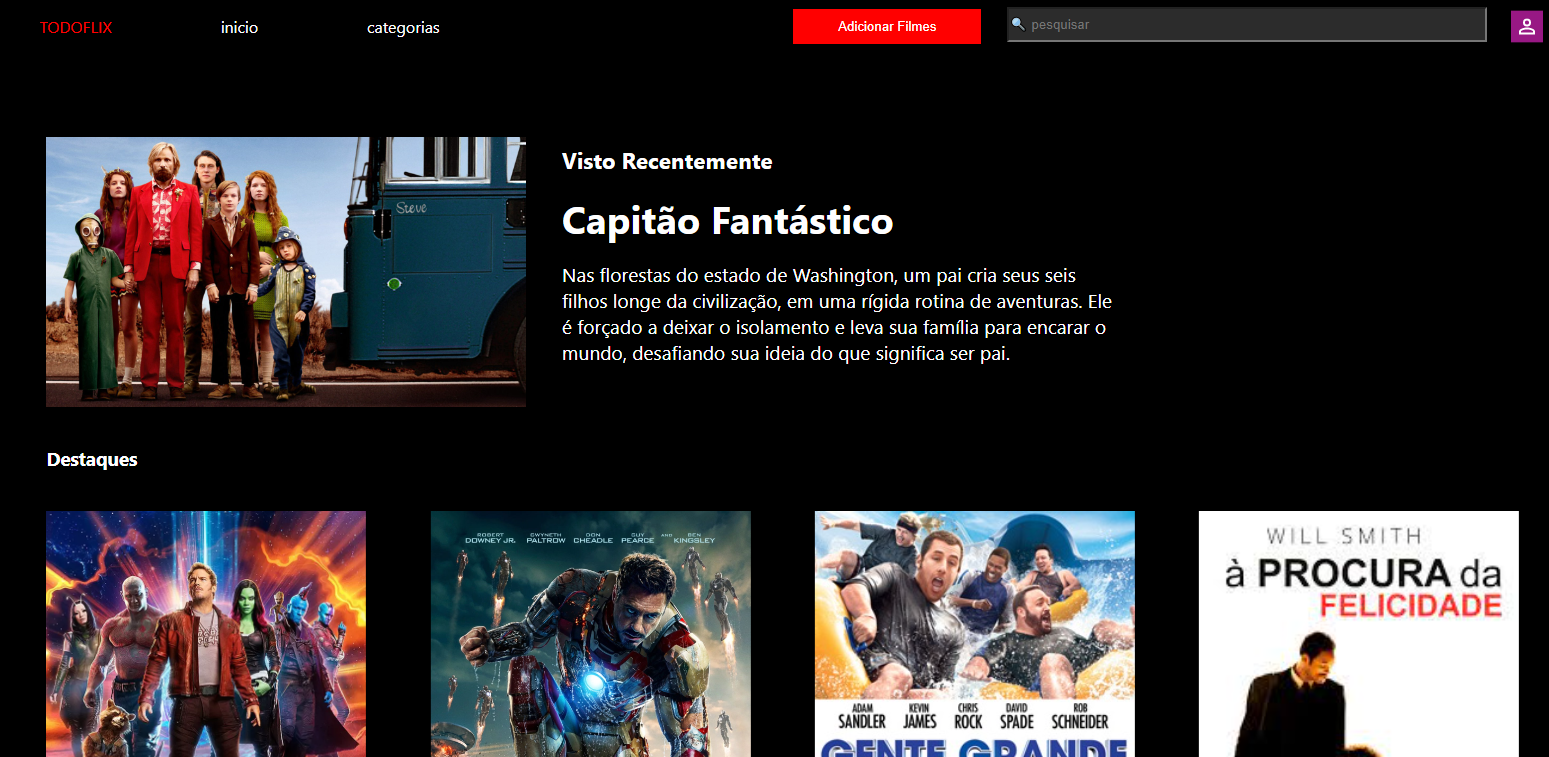 TODOFLIX
inicio
categorias
Adicionar Filmes
pesquisar
Steve
Visto Recentemente
Capitão Fantástico
Nas florestas do estado de Washington, um pai cria seus seis
filhos longe da civilização, em uma rígida rotina de aventuras. Ele
é forçado a deixar o isolamento e leva sua família para encarar o
mundo, desafiando sua ideia do que significa ser pai.
Destaques
ROBERT DOWNEY JR.
GWYNETH PALTROW
DON CHEADLE
GUY PEARCE
AND
BEN KINGSLEY
ADAM SANDLER
KEVIN JAMES
CHRIS ROCK
DAVID SPADE
ROB SCHNEIDER
GENTE GRANDE
WILL SMITH
à PROCURA da
FELICIDADE